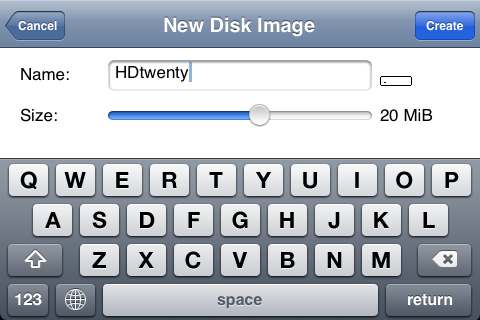 Cancel New Disk Image Create
Name: HDtwenty
Size: 20 MiB
Q W E R T Y U I O P
A S D F G H J K L
Z X C V B N M
123 space return